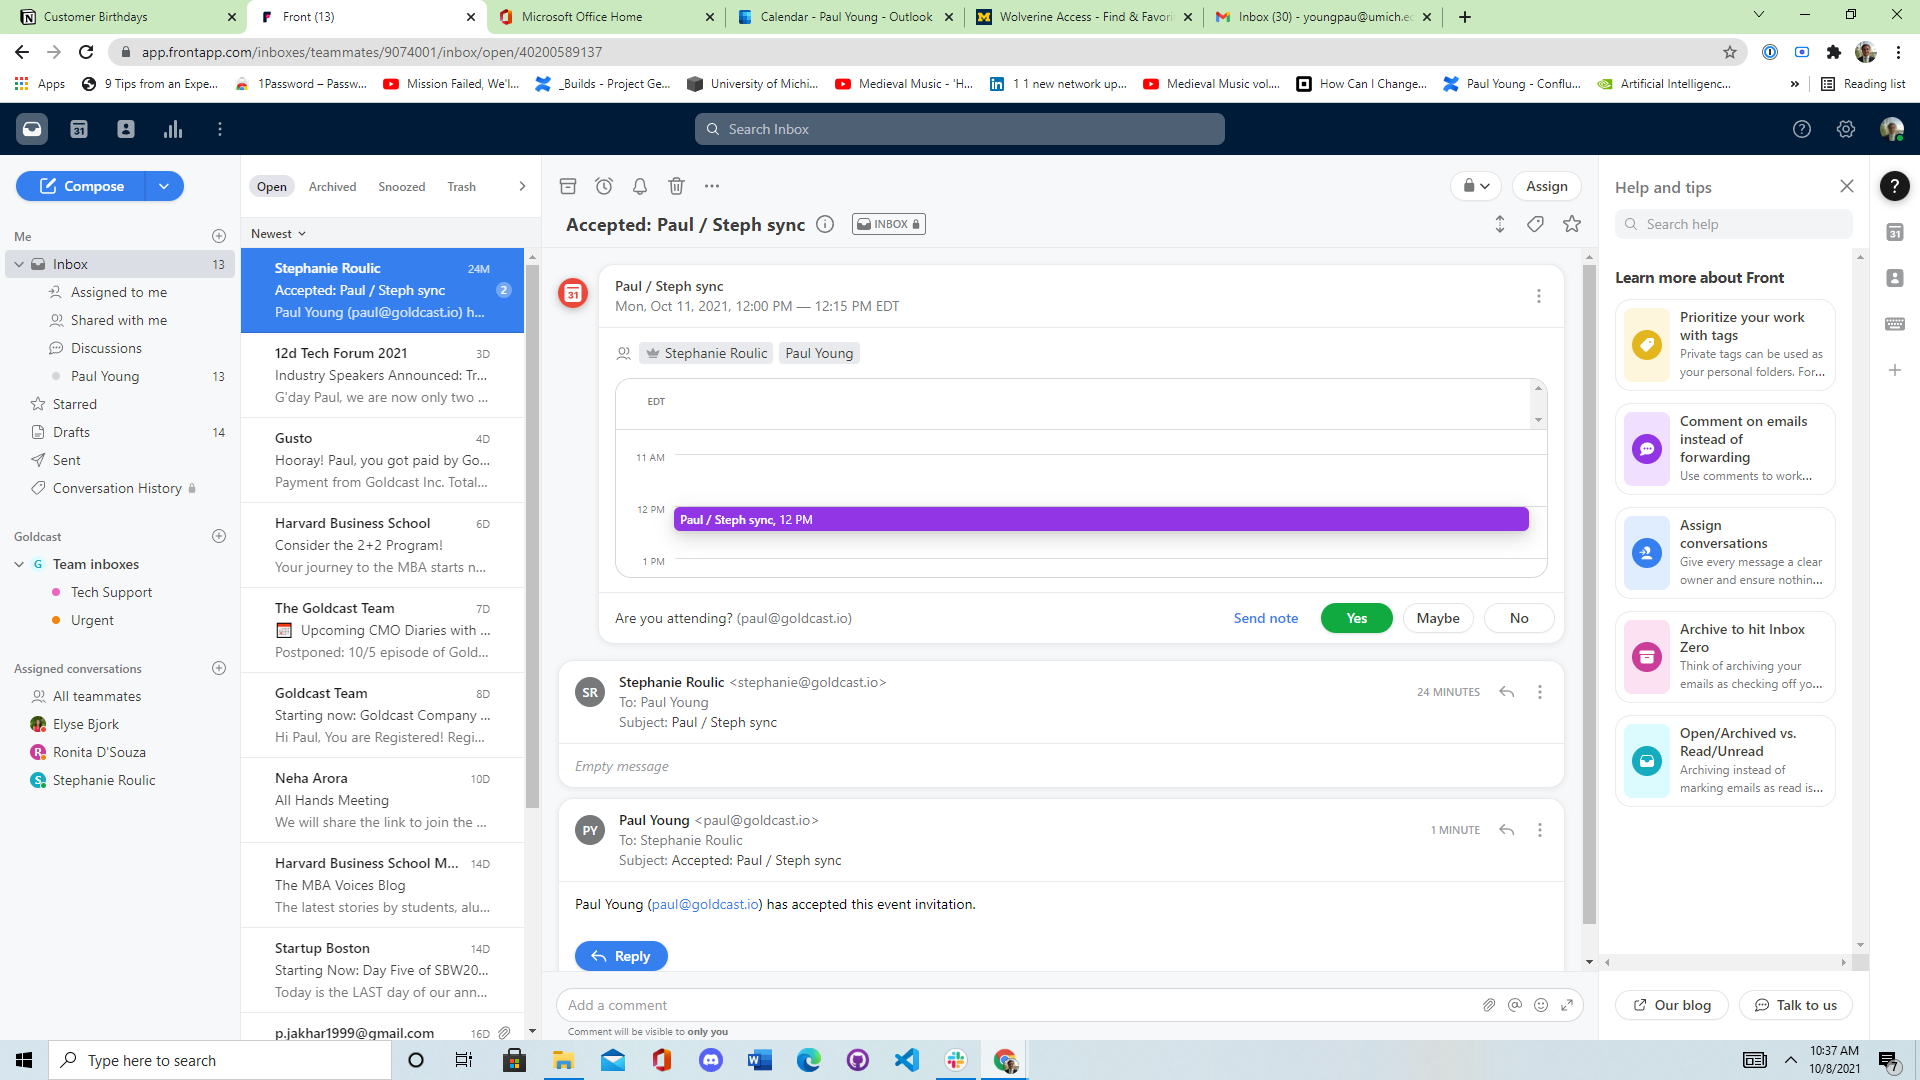 Customer Birthdays
Front (13)
Microsoft Office Home
Calendar - Paul Young - Outlook
Wolverine Access - Find & Favori
Inbox (30) - youngpau@umich.e
app.frontapp.com/inboxes/teammates/9074001/inbox/open/40200589137
Apps
9 Tips from an Expe...
1Password – Passw...
Mission Failed, We'l...
_Builds - Project Ge...
University of Michi...
Medieval Music - 'H...
1 1 new network up...
Medieval Music vol....
How Can I Change...
Paul Young - Conflu...
Artificial Intelligenc...
»
Reading list
31
Search Inbox
Compose
Me
Inbox 13
Assigned to me
Shared with me
Discussions
Paul Young 13
Starred
Drafts 14
Sent
Conversation History
Goldcast
G Team inboxes
Tech Support
Urgent
Assigned conversations
All teammates
Elyse Bjork
R Ronita D'Souza
S Stephanie Roulic
Open Archived Snoozed Trash
Newest
Stephanie Roulic 24M
Accepted: Paul / Steph sync 2
Paul Young (paul@goldcast.io) h...
12d Tech Forum 2021 3D
Industry Speakers Announced: Tr...
G'day Paul, we are now only two ...
Gusto 4D
Hooray! Paul, you got paid by Go...
Payment from Goldcast Inc. Total...
Harvard Business School 6D
Consider the 2+2 Program!
Your journey to the MBA starts n...
The Goldcast Team 7D
Upcoming CMO Diaries with ...
Postponed: 10/5 episode of Gold...
Goldcast Team 8D
Starting now: Goldcast Company ...
Hi Paul, You are Registered! Regi...
Neha Arora 10D
All Hands Meeting
We will share the link to join the ...
Harvard Business School M... 14D
The MBA Voices Blog
The latest stories by students, alu...
Startup Boston 14D
Starting Now: Day Five of SBW20...
Today is the LAST day of our ann...
p.jakhar1999@gmail.com 16D
Assign
Accepted: Paul / Steph sync INBOX
31
Paul / Steph sync
Mon, Oct 11, 2021, 12:00 PM — 12:15 PM EDT
Stephanie Roulic Paul Young
EDT
11 AM
12 PM
Paul / Steph sync, 12 PM
1 PM
Are you attending? (paul@goldcast.io) Send note Yes Maybe No
SR
Stephanie Roulic <stephanie@goldcast.io>
To: Paul Young
Subject: Paul / Steph sync
24 MINUTES
Empty message
PY
Paul Young <paul@goldcast.io>
To: Stephanie Roulic
Subject: Accepted: Paul / Steph sync
1 MINUTE
Paul Young (paul@goldcast.io) has accepted this event invitation.
Reply
Add a comment
Comment will be visible to only you
Help and tips
Search help
Learn more about Front
Prioritize your work
with tags
Private tags can be used as
your personal folders. For...
Comment on emails
instead of
forwarding
Use comments to work...
Assign
conversations
Give every message a clear
owner and ensure nothin...
Archive to hit Inbox
Zero
Think of archiving your
emails as checking off yo...
Open/Archived vs.
Read/Unread
Archiving instead of
marking emails as read is...
Our blog
Talk to us
?
31
Type here to search
10:37 AM
10/8/2021
7